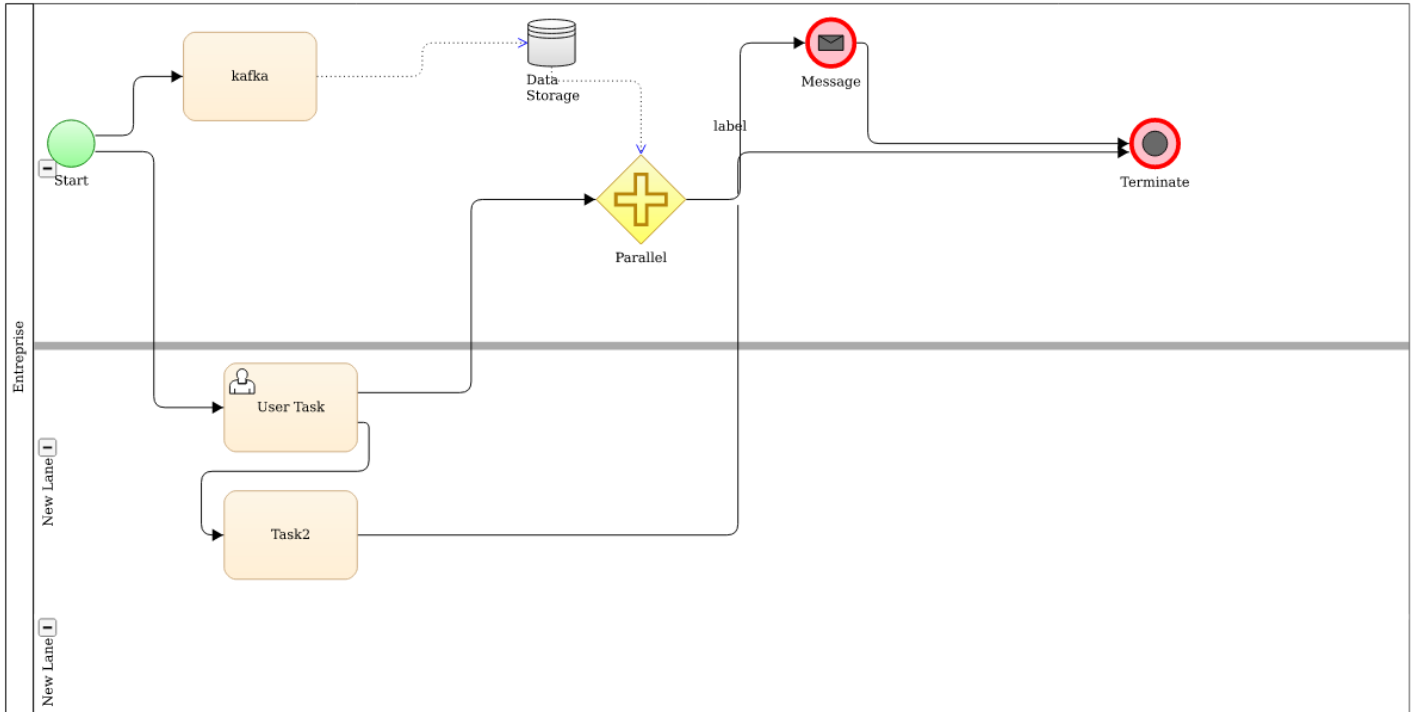 kafka
Data
Storage
Message
label
Start
Terminate
Parallel
Entreprise
User Task
New Lane
Task2
New Lane